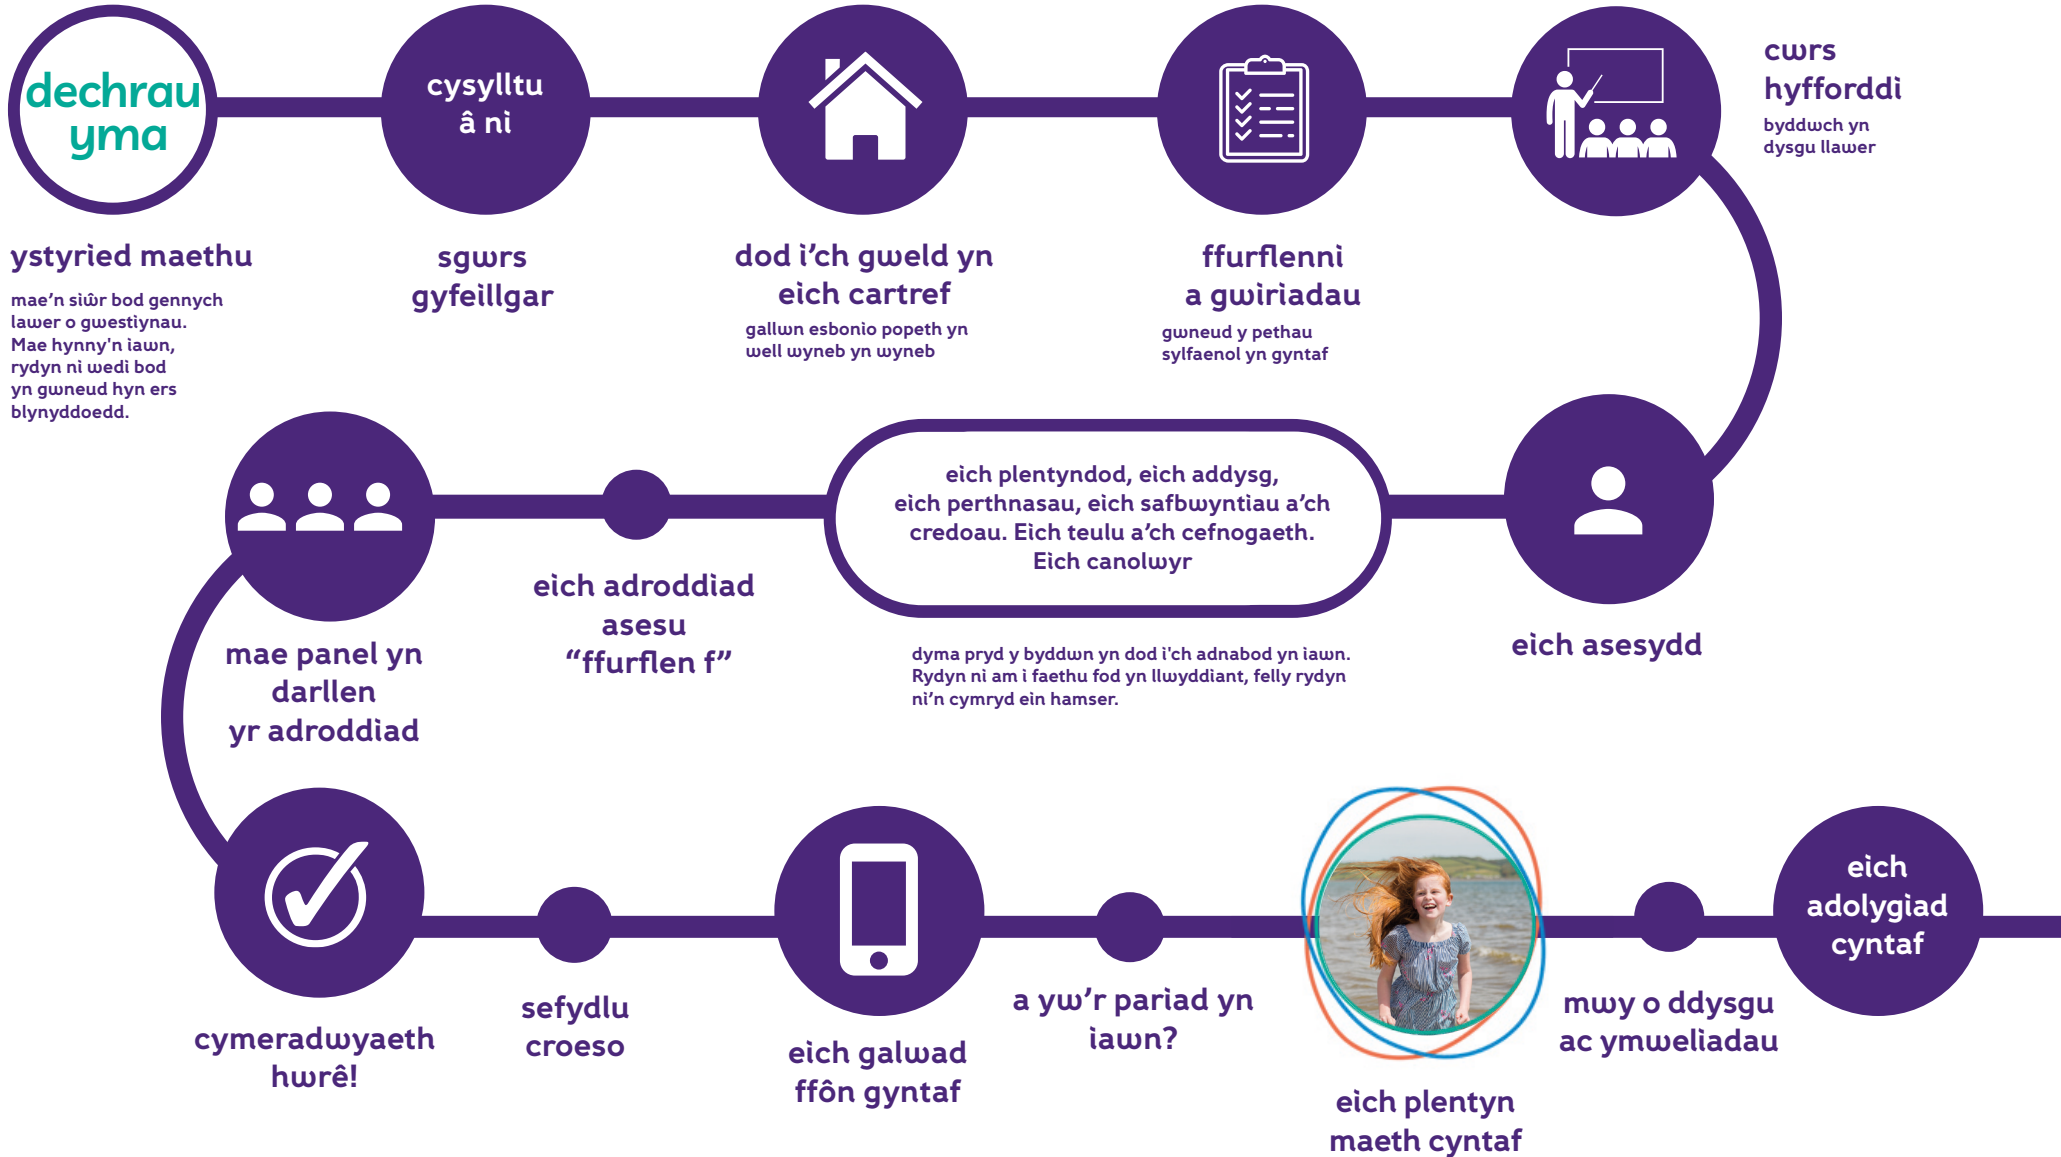 dechrau
yma
ystyried maethu
mae'n siŵr bod gennych
lawer o gwestiynau.
Mae hynny'n iawn,
rydyn ni wedi bod
yn gwneud hyn ers
blynyddoedd.
cysylltu
â ni
sgwrs
gyfeillgar
dod i'ch gweld yn
eich cartref
gallwn esbonio popeth yn
well wyneb yn wyneb
ffurflenni
a gwiriadau
gwneud y pethau
sylfaenol yn gyntaf
cwrs
hyfforddi
byddwch yn
dysgu llawer
eich asesydd
eich plentyndod, eich addysg,
eich perthnasau, eich safbwyntiau a'ch
credoau. Eich teulu a'ch cefnogaeth.
Eich canolwyr
dyma pryd y byddwn yn dod i'ch adnabod yn iawn.
Rydyn ni am i faethu fod yn llwyddiant, felly rydyn
ni'n cymryd ein hamser.
eich adroddiad
asesu
“ffurflen f”
mae panel yn
darllen
yr adroddiad
cymeradwyaeth
hwrê!
sefydlu
croeso
eich galwad
ffôn gyntaf
a yw'r pariad yn
iawn?
eich plentyn
maeth cyntaf
mwy o ddysgu
ac ymweliadau
eich
adolygiad
cyntaf